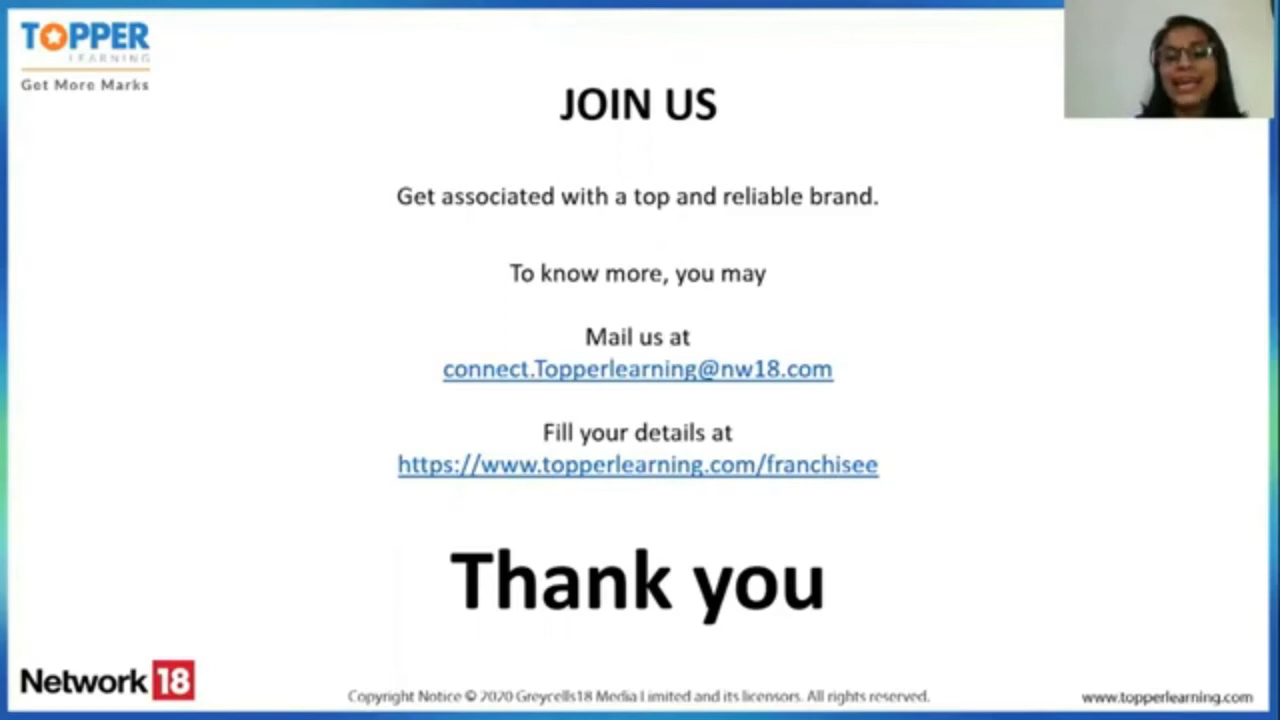 TOPPER
LEARNING
Get More Marks
JOIN US
Get associated with a top and reliable brand.
To know more, you may
Mail us at
connect.Topperlearning@nw18.com
Fill your details at
https://www.topperlearning.com/franchisee
Thank you
Network 18
Copyright Notice © 2020 Greycells18 Media Limited and its licensors. All rights reserved.
www.topperlearning.com